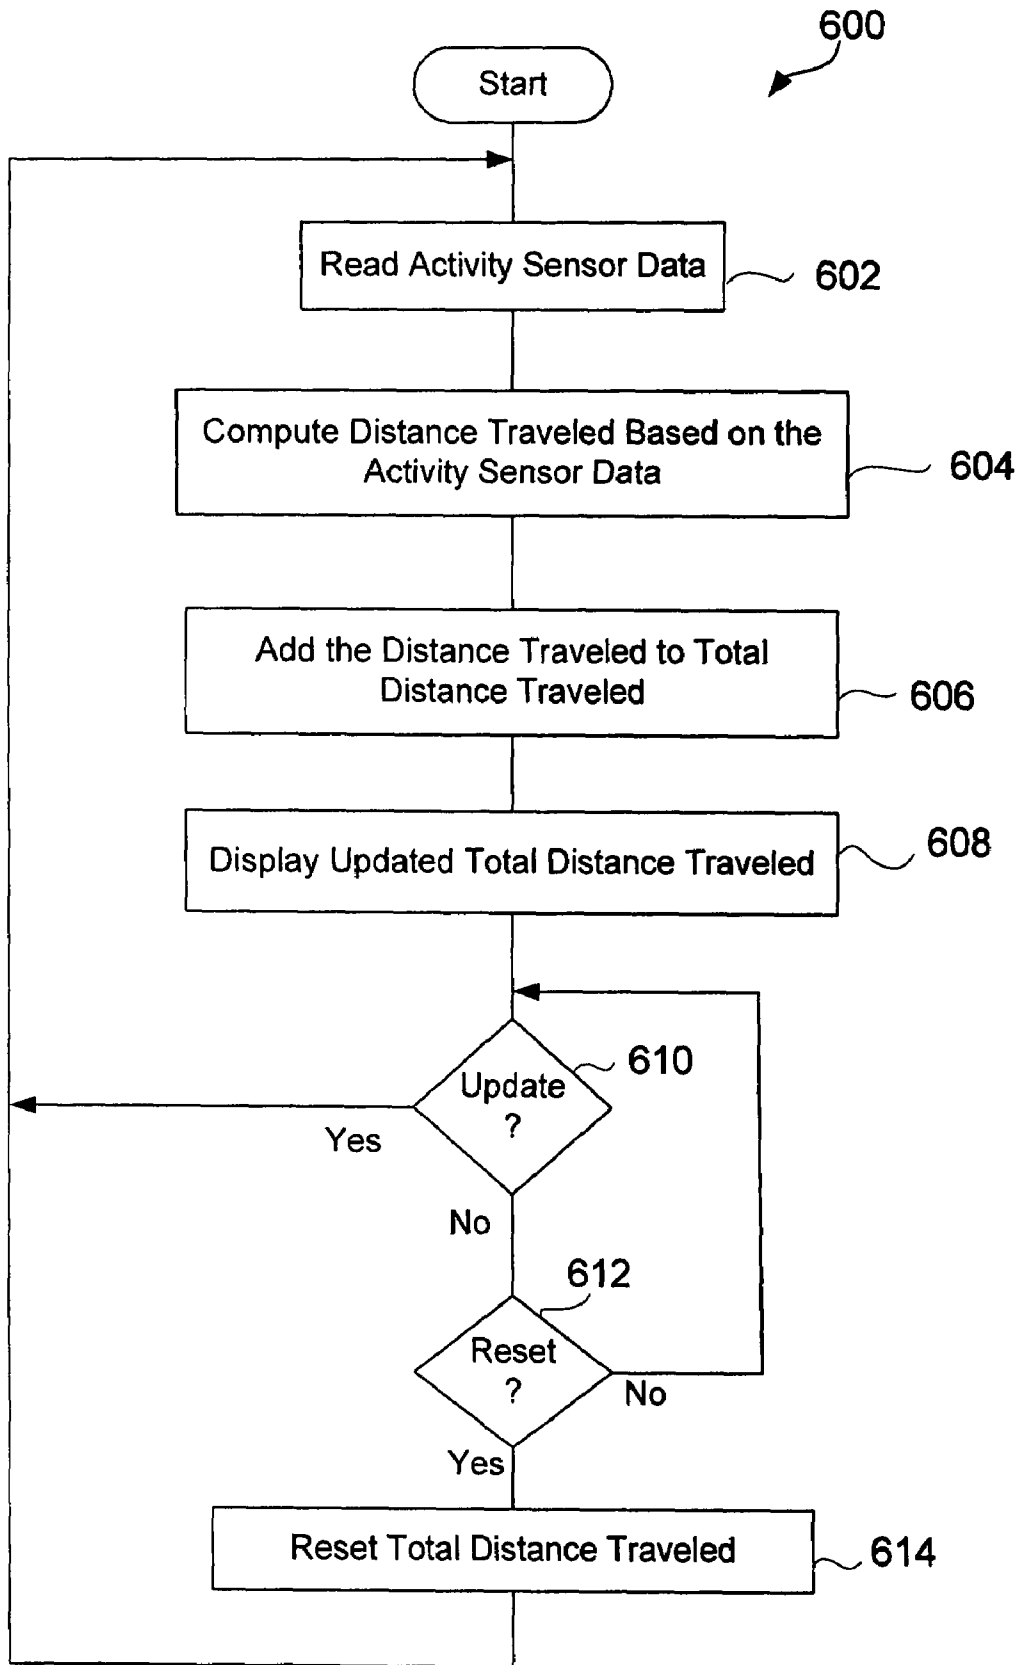 600
Start
Read Activity Sensor Data
602
Compute Distance Traveled Based on the
Activity Sensor Data
604
Add the Distance Traveled to Total
Distance Traveled
606
Display Updated Total Distance Traveled
608
Update
?
610
Yes
No
612
Reset
?
No
Yes
Reset Total Distance Traveled
614